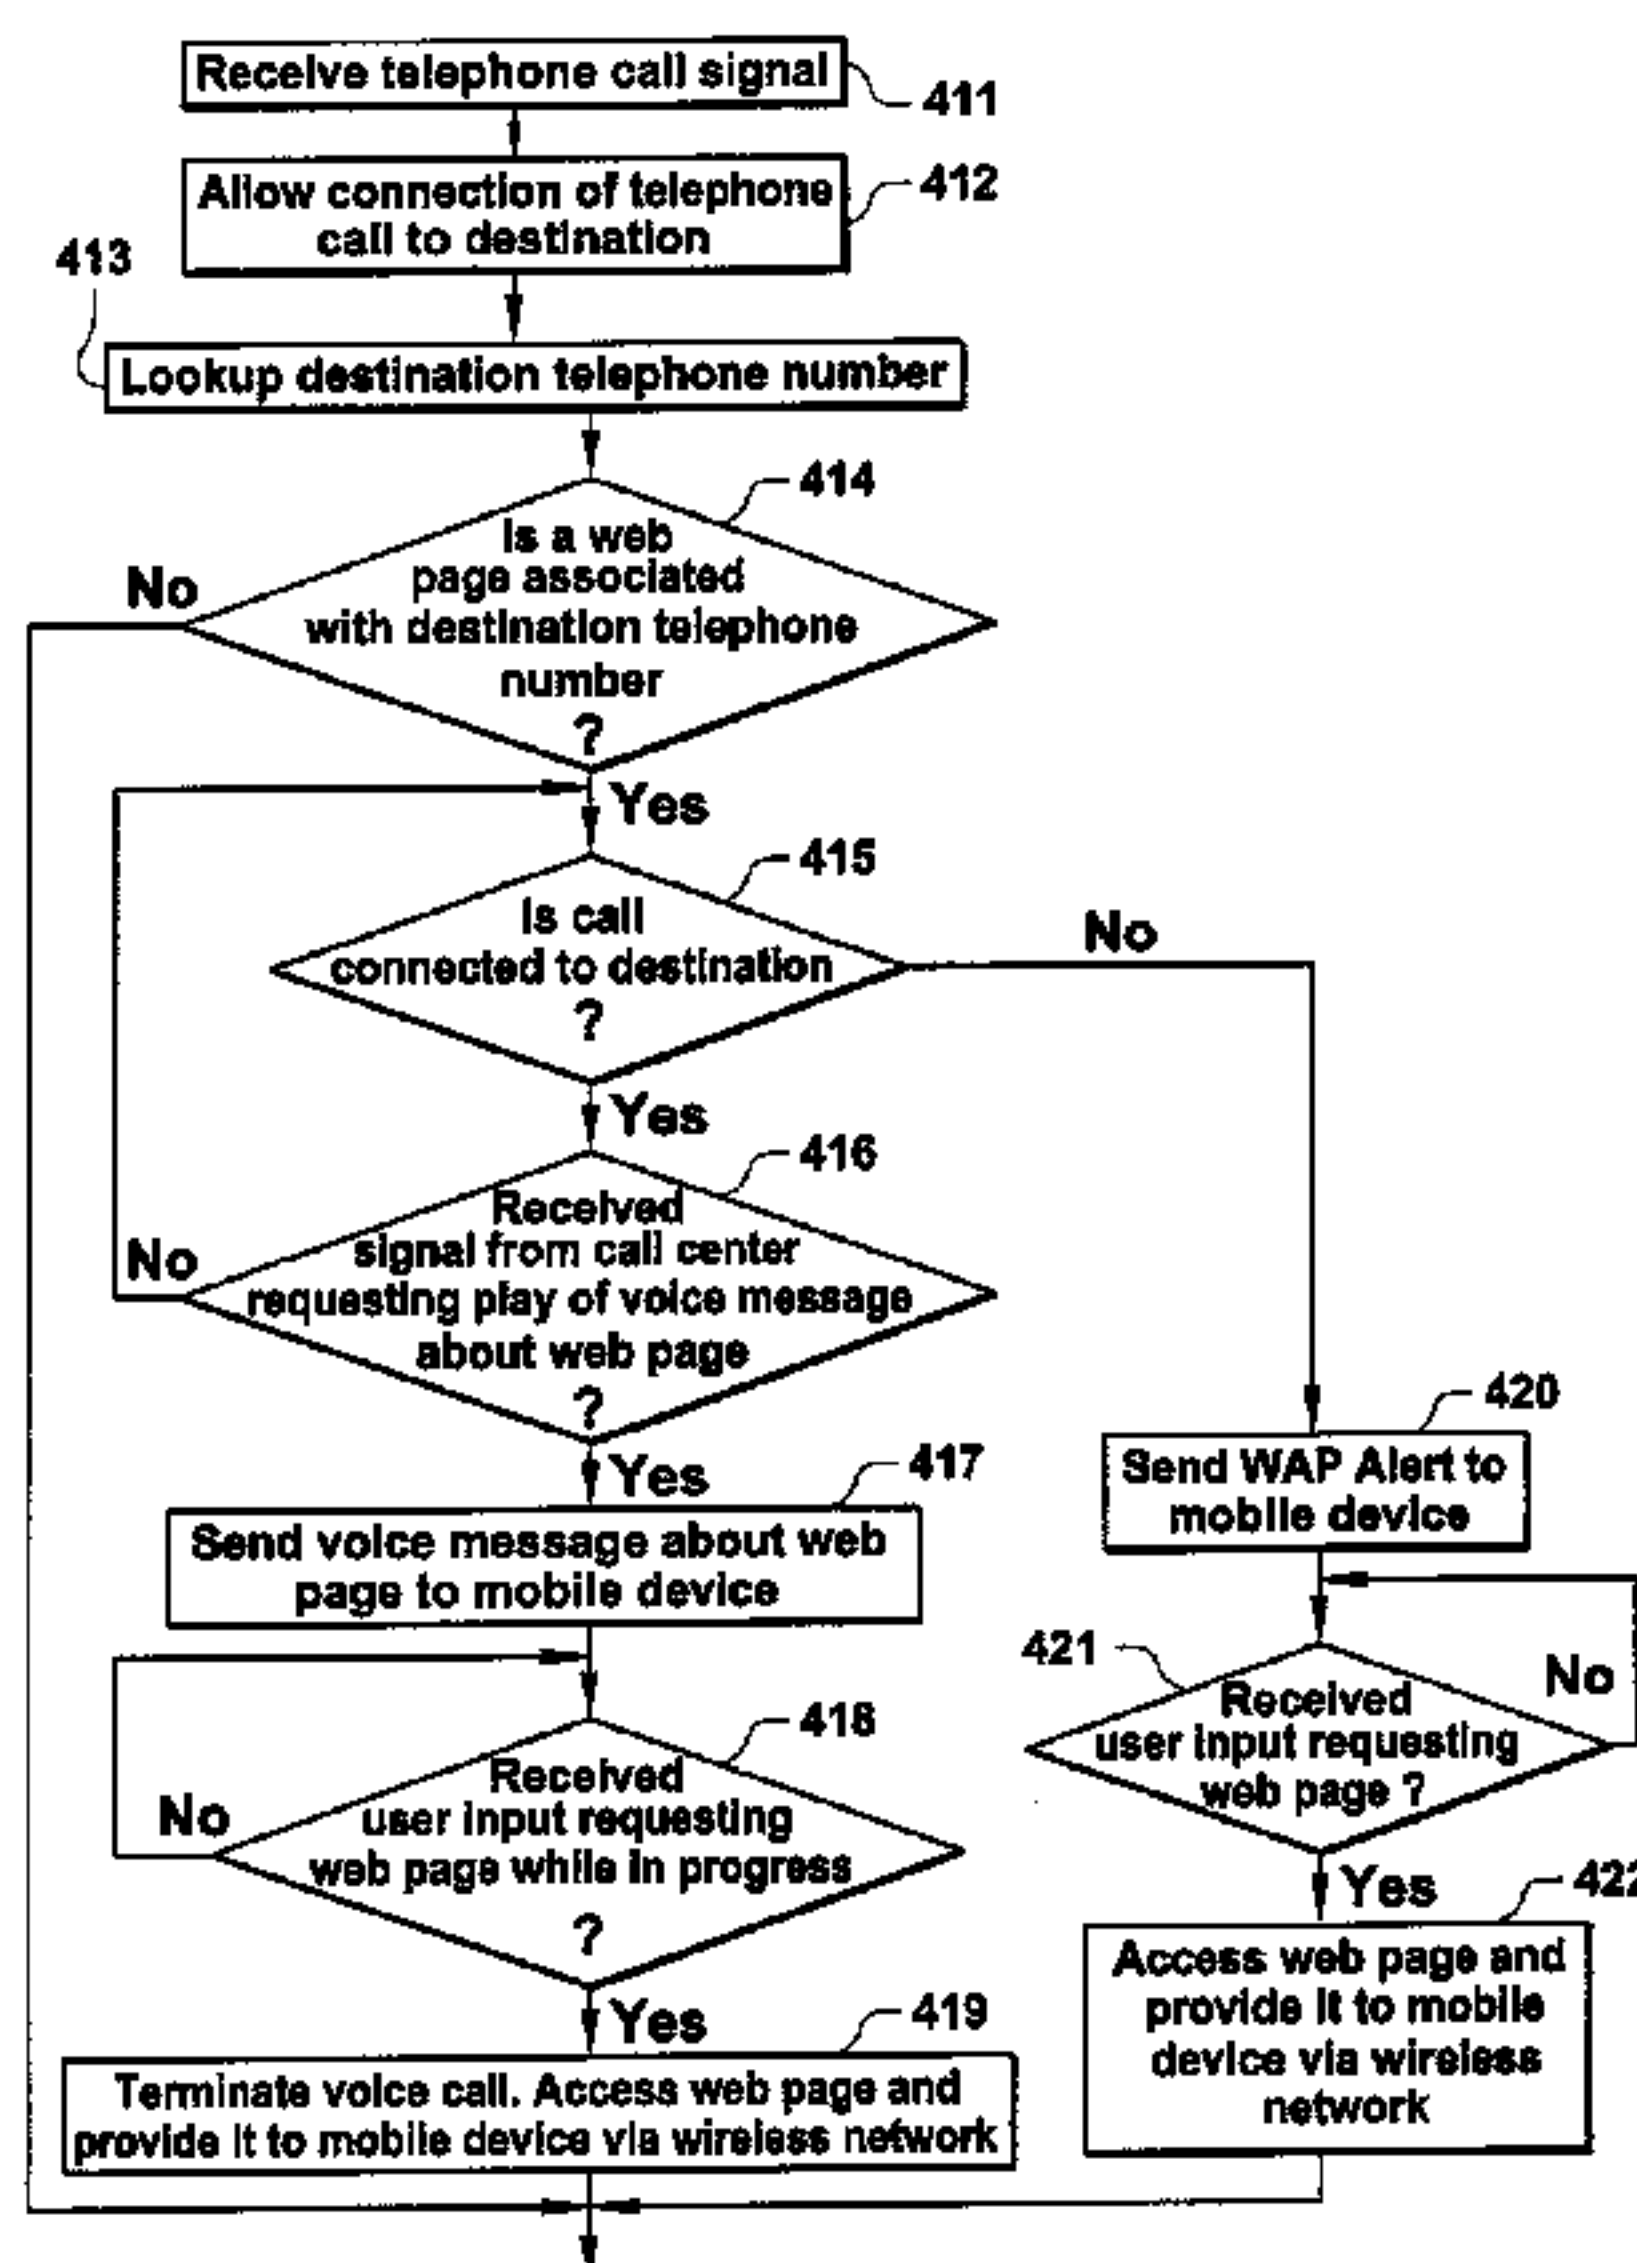 Receive telephone call signal
411
Allow connection of telephone
call to destination
412
413
Lookup destination telephone number
414
Is a web
page associated
with destination telephone
number
?
No
Yes
415
Is call
connected to destination
?
No
Yes
416
Received
signal from call center
requesting play of voice message
about web page
?
No
Yes
417
Send voice message about web
page to mobile device
418
Received
user input requesting
web page while in progress
?
No
Yes
419
Terminate voice call. Access web page and
provide it to mobile device via wireless network
420
Send WAP Alert to
mobile device
421
Received
user input requesting
web page ?
No
Yes
422
Access web page and
provide it to mobile
device via wireless
network